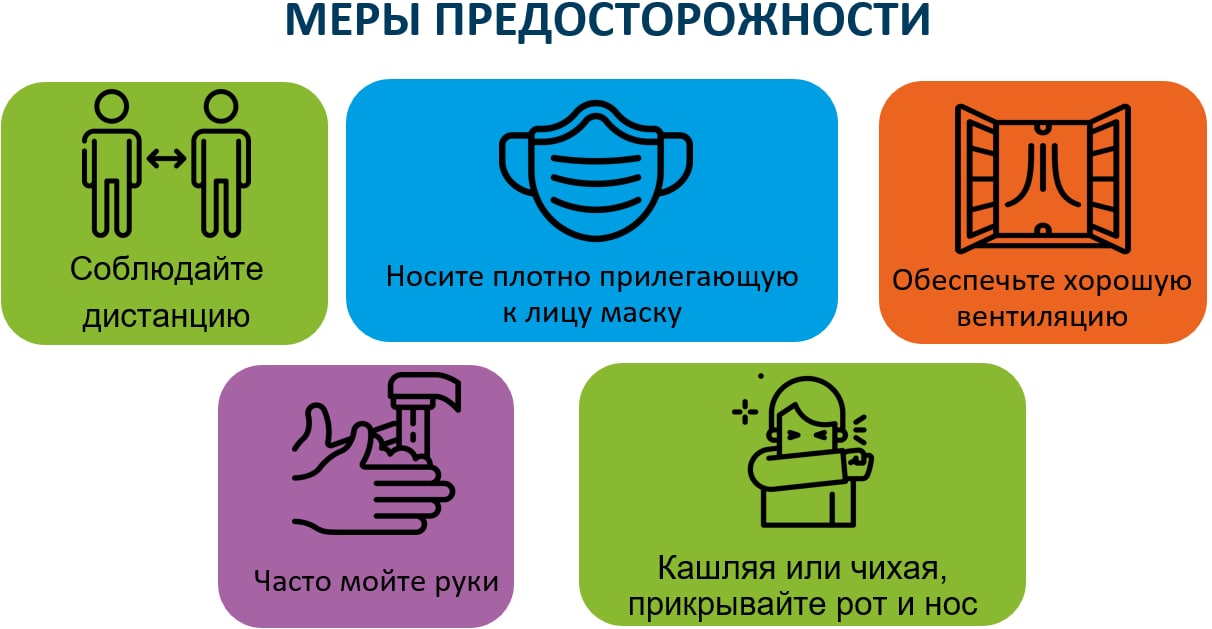 МЕРЫ ПРЕДОСТОРОЖНОСТИ
Соблюдайте
дистанцию
Носите плотно прилегающую
к лицу маску
Обеспечьте хорошую
вентиляцию
Часто мойте руки
Кашляя или чихая,
прикрывайте рот и нос